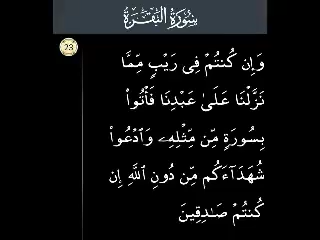 سُورَةُ البَقَرَة
23
وَإِن كُنتُمْ فِى رَيْبٍ مِّمَّا
نَزَّلْنَا عَلَىٰ عَبْدِنَا فَأْتُوا۟
بِسُورَةٍ مِّن مِّثْلِهِۦ وَٱدْعُوا۟
شُهَدَآءَكُم مِّن دُونِ ٱللَّهِ إِن
كُنتُمْ صَـٰدِقِينَ